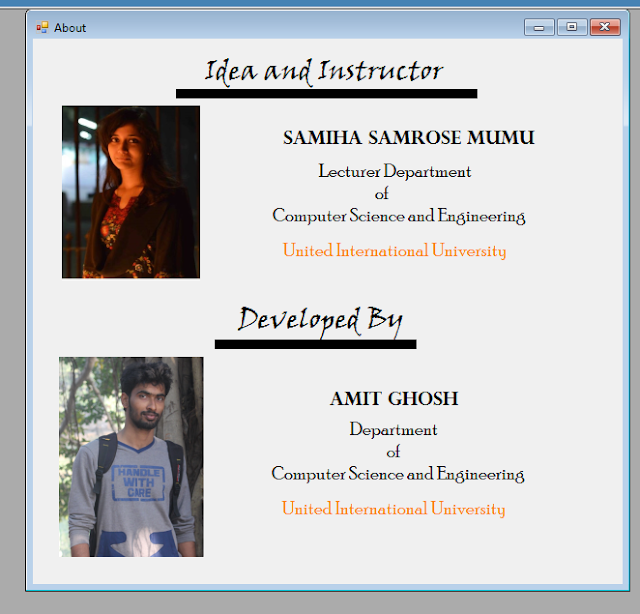 About
Idea and Instructor
SAMIHA SAMROSE MUMU
Lecturer Department
of
Computer Science and Engineering
United International University
Developed By
HANDLE
WITH
CARE
AMIT GHOSH
Department
of
Computer Science and Engineering
United International University